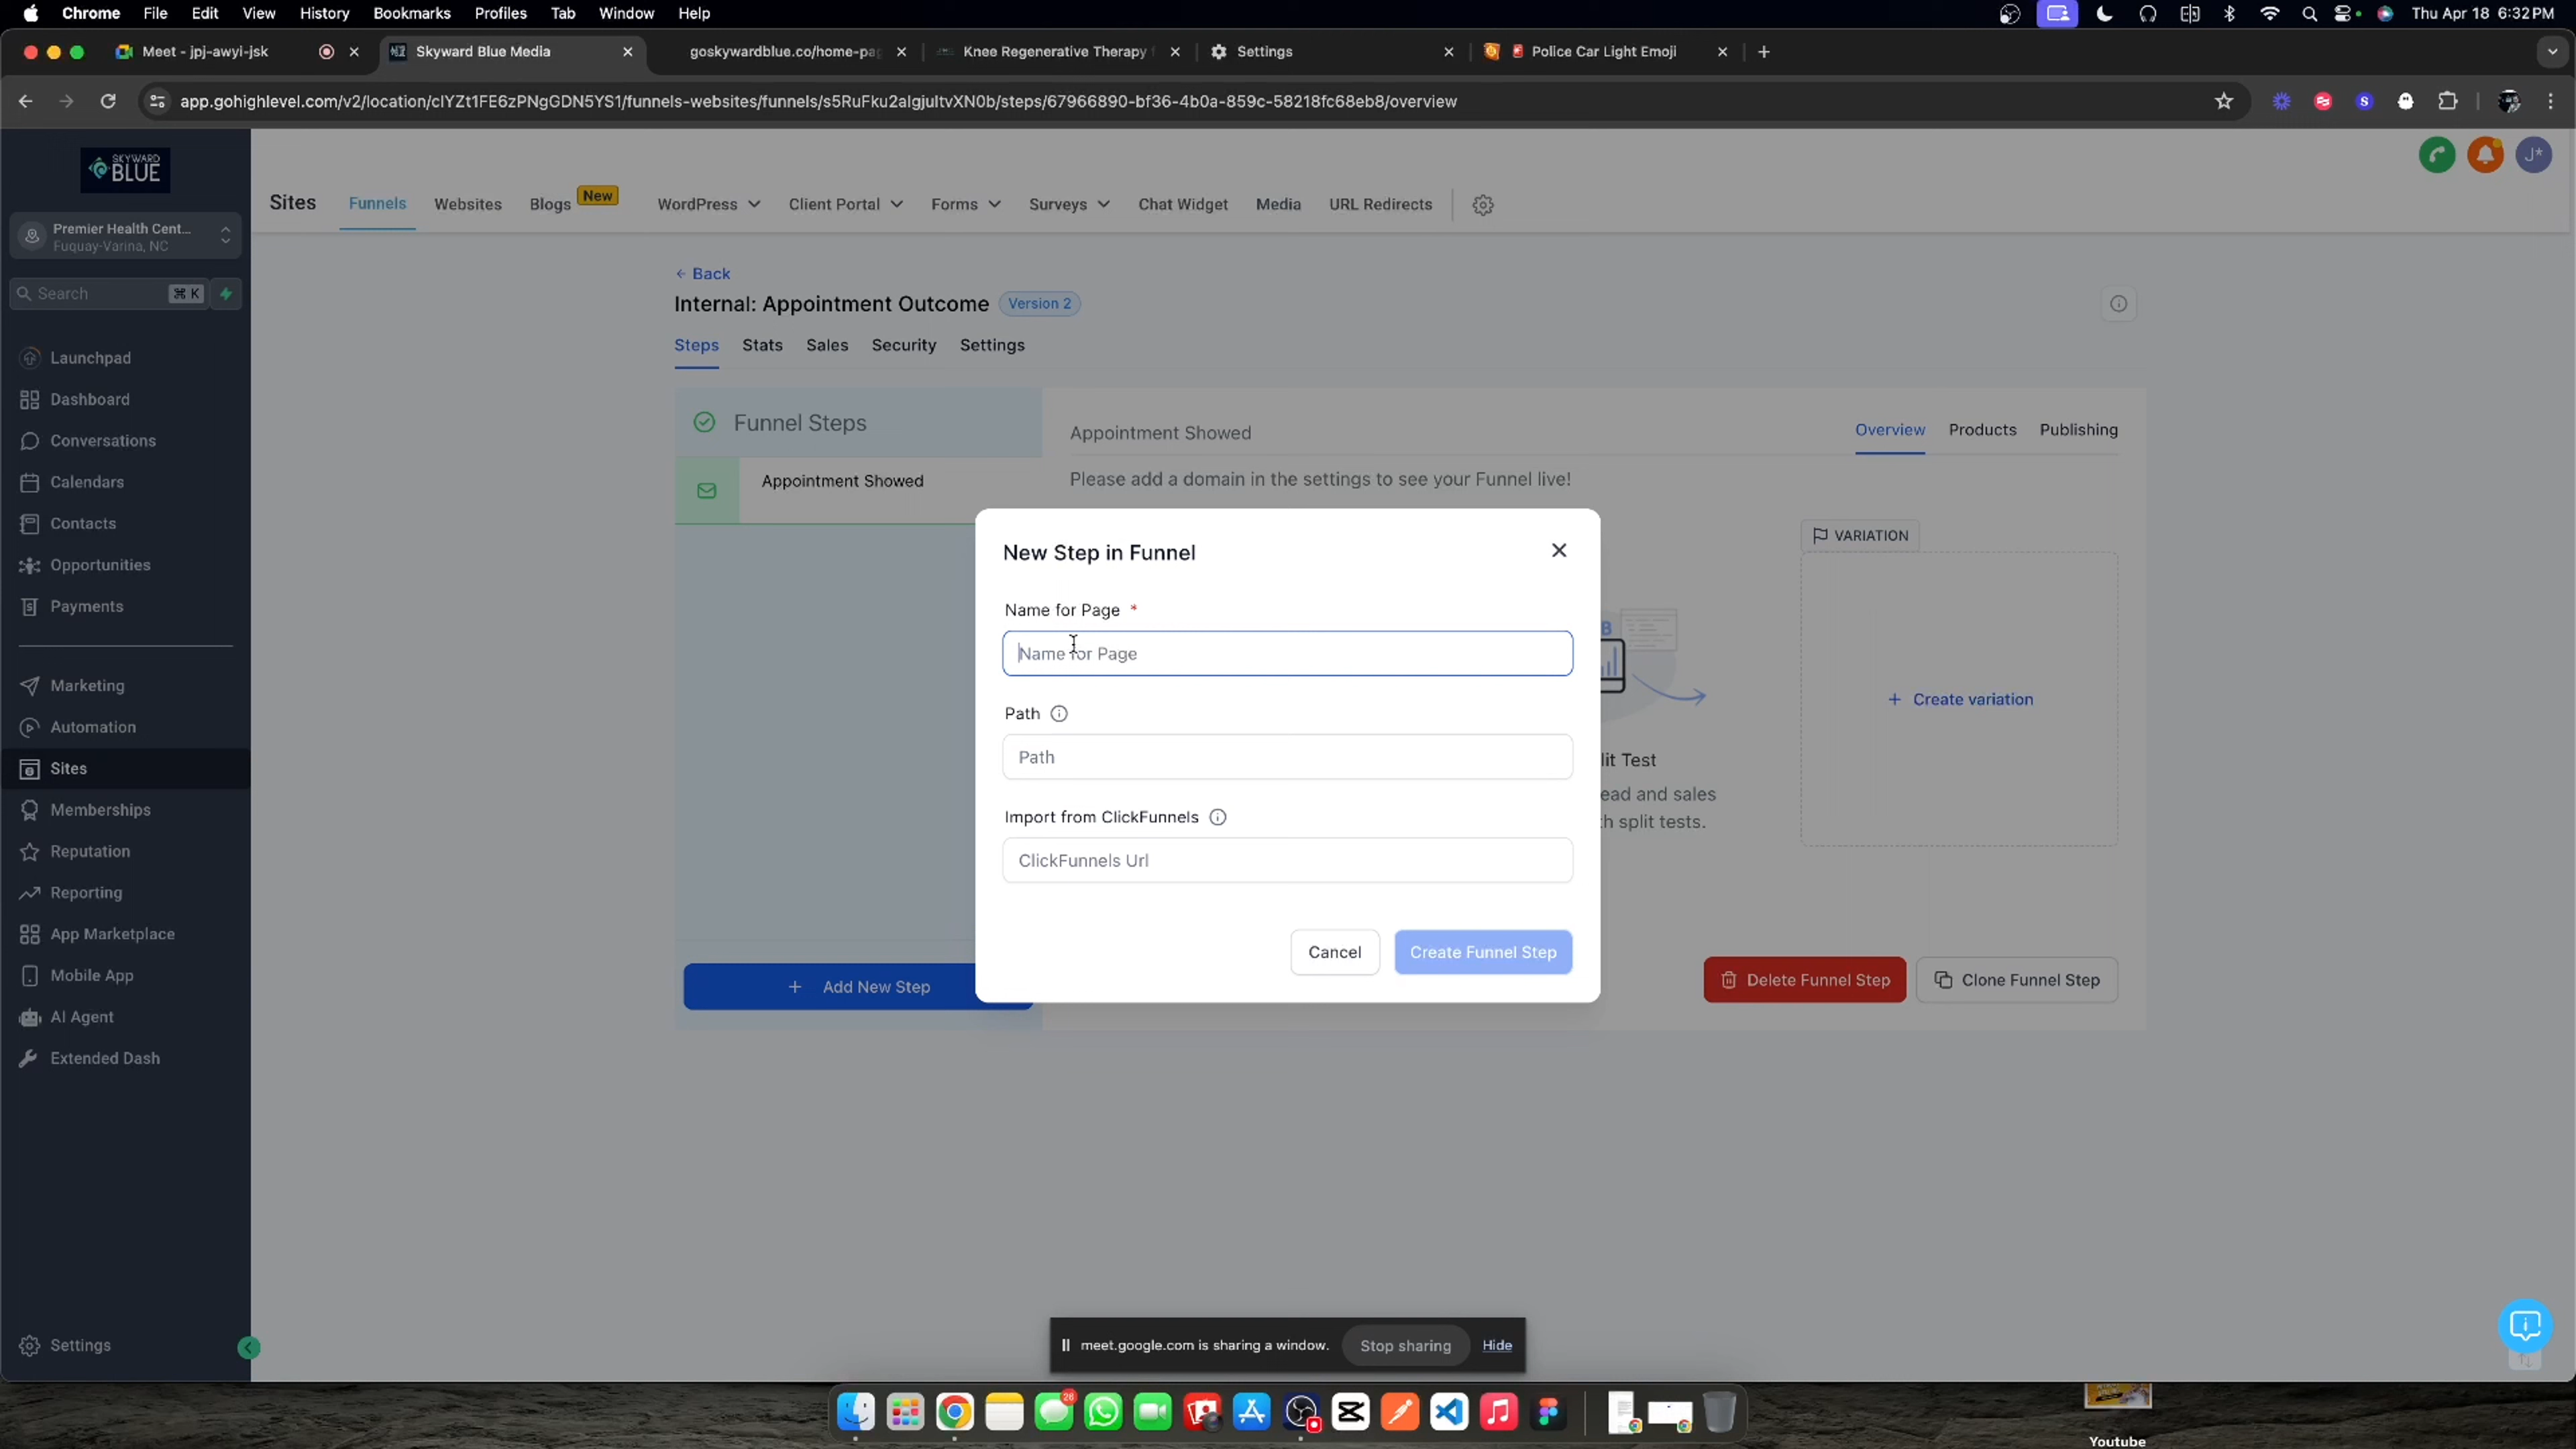 Chrome File Edit View History Bookmarks Profiles Tab Window Help Thu Apr 18 6:32 PM
Meet - jpj-awyi-jsk Skyward Blue Media goskywardblue.co/home-pa Knee Regenerative Therapy Settings Police Car Light Emoji
app.gohighlevel.com/v2/location/cIYZt1FE6zPNgGDN5YS1/funnels-websites/funnels/s5RuFku2algjultvXN0b/steps/67966890-bf36-4b0a-859c-58218fc68eb8/overview
SKYWARD
BLUE
J*
Sites Funnels Websites Blogs New WordPress Client Portal Forms Surveys Chat Widget Media URL Redirects
Premier Health Cent...
Fuquay-Varina, NC
Search ⌘ K
Launchpad
Dashboard
Conversations
Calendars
Contacts
Opportunities
Payments
Marketing
Automation
Sites
Memberships
Reputation
Reporting
App Marketplace
Mobile App
AI Agent
Extended Dash
Settings
← Back
Internal: Appointment Outcome Version 2
Steps Stats Sales Security Settings
Funnel Steps
Appointment Showed
+ Add New Step
Appointment Showed
Overview Products Publishing
Please add a domain in the settings to see your Funnel live!
VARIATION
B
+ Create variation
lit Test
ead and sales
h split tests.
Delete Funnel Step Clone Funnel Step
New Step in Funnel
Name for Page *
Name for Page
Path
Path
Import from ClickFunnels
ClickFunnels Url
Cancel Create Funnel Step
meet.google.com is sharing a window. Stop sharing Hide
28
Youtube